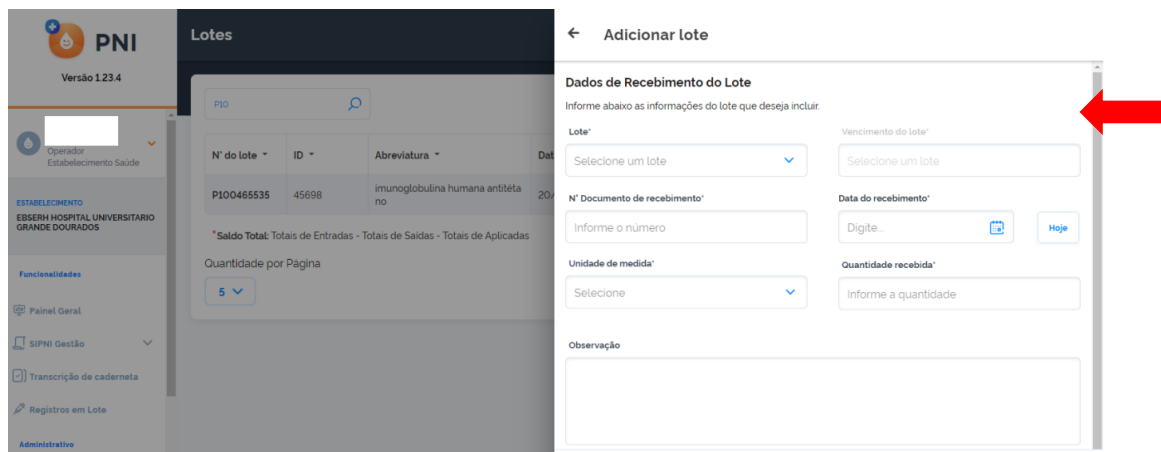 PNI
Versão 1.23.4
Operador
Estabelecimento Saúde
ESTABELECIMENTO
EBSERH HOSPITAL UNIVERSITARIO
GRANDE DOURADOS
Funcionalidades
Painel Geral
SIPNI Gestão
Transcrição de caderneta
Registros em Lote
Administrativo
Lotes
P10
N° do lote ID Abreviatura Dat
P100465535 45698 imunoglobulina humana antitéta
no 20/
*Saldo Total: Totais de Entradas - Totais de Saídas - Totais de Aplicadas
Quantidade por Página
5
Adicionar lote
Dados de Recebimento do Lote
Informe abaixo as informações do lote que deseja incluir.
Lote* Vencimento do lote*
Selecione um lote Selecione um lote
N° Documento de recebimento* Data do recebimento*
Informe o número Digite... Hoje
Unidade de medida* Quantidade recebida*
Selecione Informe a quantidade
Observação